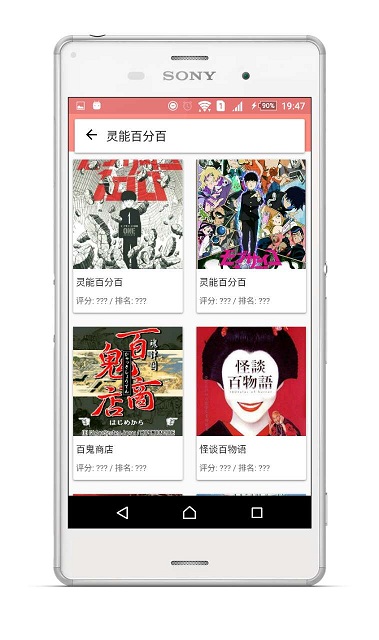 SONY
90%
19:47
灵能百分百
1
ONE
灵能百分百
评分: ??? / 排名: ???
灵能百分百
评分: ??? / 排名: ???
百鬼商店
はじめから
百鬼商店
评分: ??? / 排名: ???
怪談
百物語
怪谈百物语
评分: ??? / 排名: ???